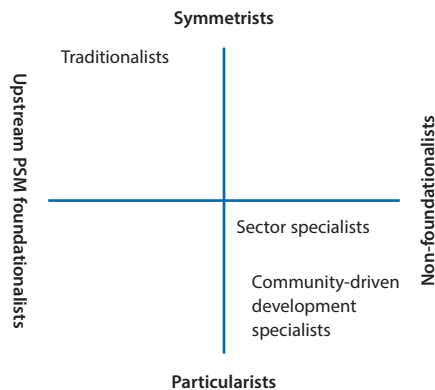 Symmetrists
Traditionalists
Upstream PSM foundationalists
Non-foundationalists
Sector specialists
Community-driven
development
specialists
Particularists